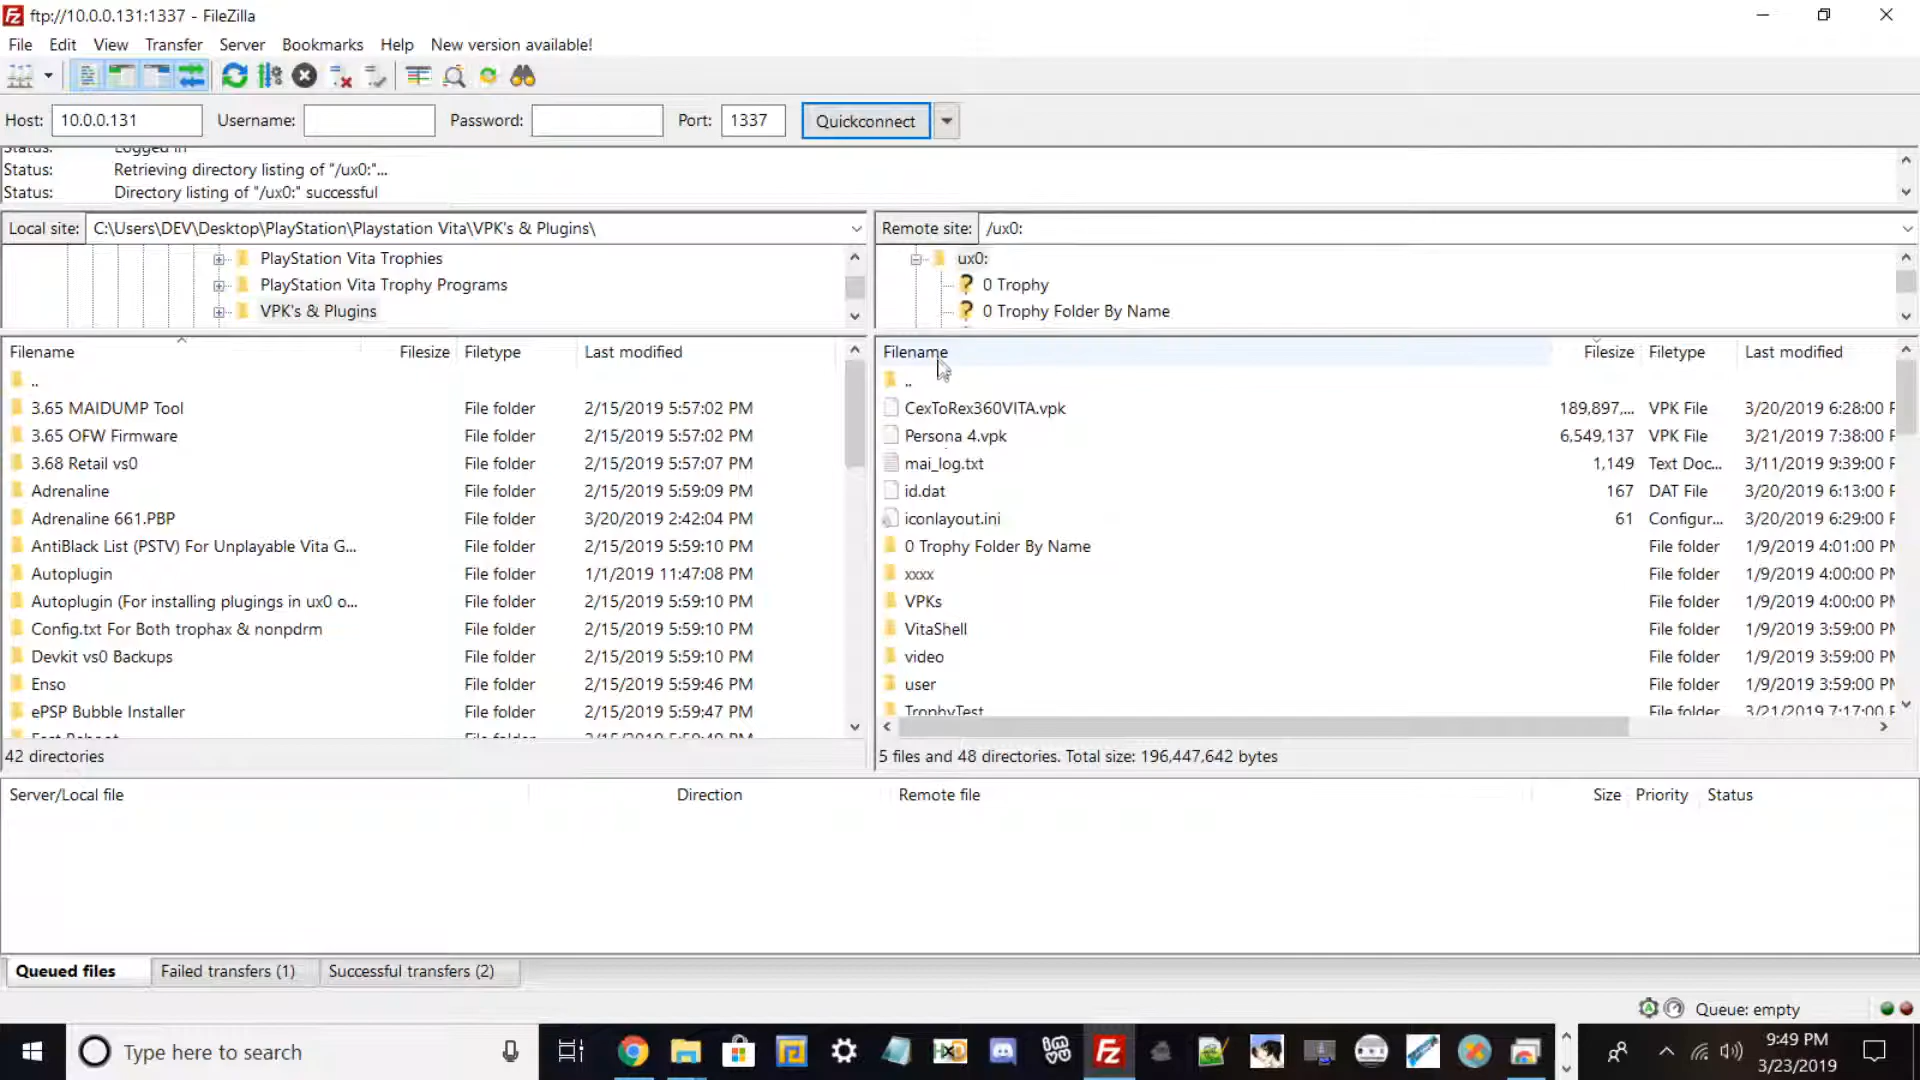 ftp://10.0.0.131:1337 - FileZilla
File Edit View Transfer Server Bookmarks Help New version available!
Host: 10.0.0.131 Username: Password: Port: 1337 Quickconnect
Status: Logged in
Status: Retrieving directory listing of "/ux0:"...
Status: Directory listing of "/ux0:" successful
Local site: C:\Users\DEV\Desktop\PlayStation\Playstation Vita\VPK's & Plugins\
PlayStation Vita Trophies
PlayStation Vita Trophy Programs
VPK's & Plugins
Filename Filesize Filetype Last modified
..
3.65 MAIDUMP Tool File folder 2/15/2019 5:57:02 PM
3.65 OFW Firmware File folder 2/15/2019 5:57:02 PM
3.68 Retail vs0 File folder 2/15/2019 5:57:07 PM
Adrenaline File folder 2/15/2019 5:59:09 PM
Adrenaline 661.PBP File folder 3/20/2019 2:42:04 PM
AntiBlack List (PSTV) For Unplayable Vita G... File folder 2/15/2019 5:59:10 PM
Autoplugin File folder 1/1/2019 11:47:08 PM
Autoplugin (For installing plugings in ux0 o... File folder 2/15/2019 5:59:10 PM
Config.txt For Both trophax & nonpdrm File folder 2/15/2019 5:59:10 PM
Devkit vs0 Backups File folder 2/15/2019 5:59:10 PM
Enso File folder 2/15/2019 5:59:46 PM
ePSP Bubble Installer File folder 2/15/2019 5:59:47 PM
42 directories
Remote site: /ux0:
ux0:
0 Trophy
0 Trophy Folder By Name
Filename Filesize Filetype Last modified
..
CexToRex360VITA.vpk 189,897,... VPK File 3/20/2019 6:28:00 P
Persona 4.vpk 6,549,137 VPK File 3/21/2019 7:38:00 P
mai_log.txt 1,149 Text Doc... 3/11/2019 9:39:00 P
id.dat 167 DAT File 3/20/2019 6:13:00 P
iconlayout.ini 61 Configur... 3/20/2019 6:29:00 P
0 Trophy Folder By Name File folder 1/9/2019 4:01:00 PM
xxxx File folder 1/9/2019 4:00:00 PM
VPKs File folder 1/9/2019 4:00:00 PM
VitaShell File folder 1/9/2019 3:59:00 PM
video File folder 1/9/2019 3:59:00 PM
user File folder 1/9/2019 3:59:00 PM
TrophyTest File folder 3/21/2019 7:17:00 P
5 files and 48 directories. Total size: 196,447,642 bytes
Server/Local file Direction Remote file Size Priority Status
Queued files Failed transfers (1) Successful transfers (2)
Queue: empty
Type here to search
9:49 PM
3/23/2019